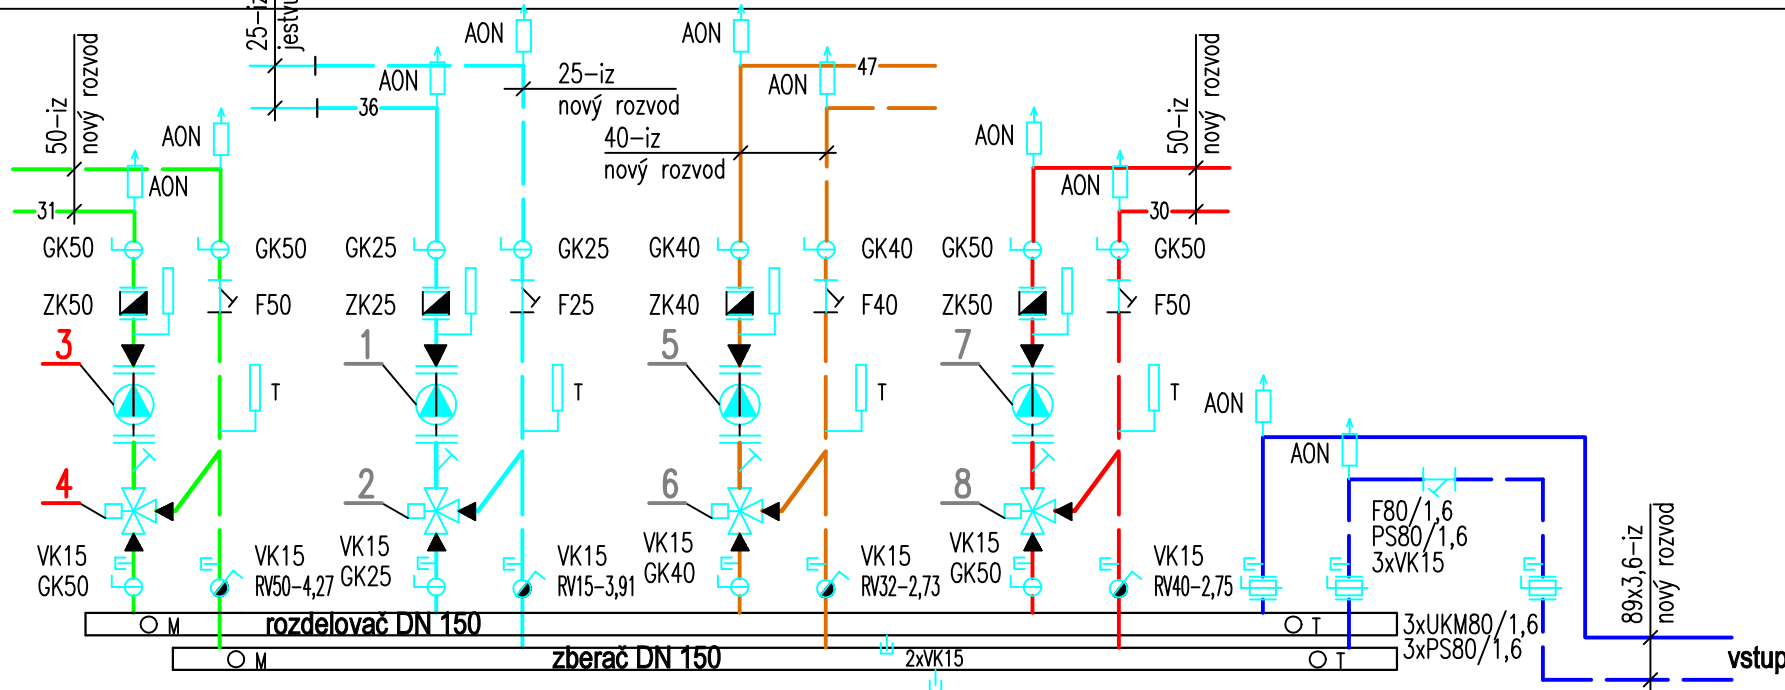 25-iz
jestvu
AON
AON
AON
AON
47
36
25-iz
nový rozvod
40-iz
nový rozvod
50-iz
nový rozvod
AON
AON
31
AON
AON
30
50-iz
nový rozvod
GK50
GK50
GK25
GK25
GK40
GK40
GK50
GK50
ZK50
F50
ZK25
F25
ZK40
F40
ZK50
F50
3
1
5
7
T
T
T
T
AON
AON
4
2
6
8
F80/1,6
PS80/1,6
3xVK15
VK15
GK50
VK15
RV50-4,27
VK15
GK25
VK15
RV15-3,91
VK15
GK40
VK15
RV32-2,73
VK15
GK50
VK15
RV40-2,75
89x3,6-iz
nový rozvod
M
rozdelovač DN 150
T
3xUKM80/1,6
3xPS80/1,6
M
zberač DN 150
2xVK15
T
vstup